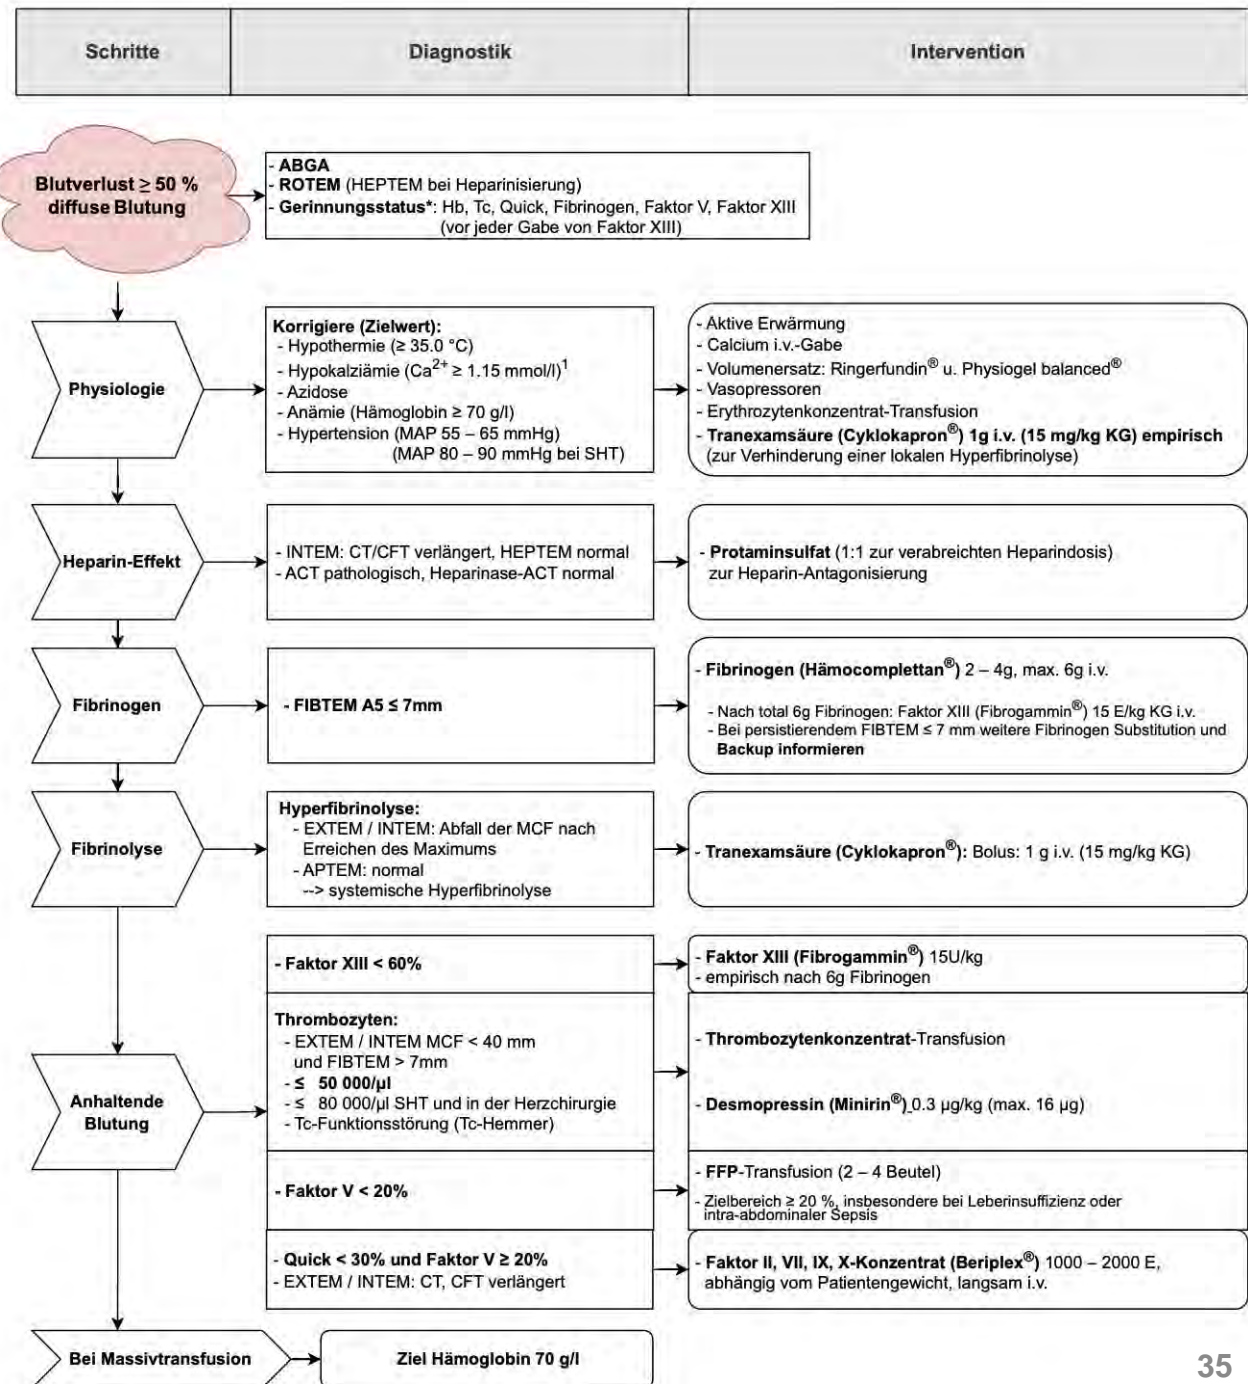 Schritte
Diagnostik
Intervention
Blutverlust ≥ 50 %
diffuse Blutung
- ABGA
- ROTEM (HEPTEM bei Heparinisierung)
- Gerinnungsstatus*: Hb, Tc, Quick, Fibrinogen, Faktor V, Faktor XIII
(vor jeder Gabe von Faktor XIII)
Physiologie
Korrigiere (Zielwert):
- Hypothermie (≥ 35.0 °C)
- Hypokalziämie (Ca2+ ≥ 1.15 mmol/l)1
- Azidose
- Anämie (Hämoglobin ≥ 70 g/l)
- Hypertension (MAP 55 – 65 mmHg)
(MAP 80 – 90 mmHg bei SHT)
- Aktive Erwärmung
- Calcium i.v.-Gabe
- Volumenersatz: Ringerfundin® u. Physiogel balanced®
- Vasopressoren
- Erythrozytenkonzentrat-Transfusion
- Tranexamsäure (Cyklokapron®) 1g i.v. (15 mg/kg KG) empirisch
(zur Verhinderung einer lokalen Hyperfibrinolyse)
Heparin-Effekt
- INTEM: CT/CFT verlängert, HEPTEM normal
- ACT pathologisch, Heparinase-ACT normal
- Protaminsulfat (1:1 zur verabreichten Heparindosis)
zur Heparin-Antagonisierung
Fibrinogen
- FIBTEM A5 ≤ 7mm
- Fibrinogen (Hämocomplettan®) 2 – 4g, max. 6g i.v.
- Nach total 6g Fibrinogen: Faktor XIII (Fibrogammin®) 15 E/kg KG i.v.
- Bei persistierendem FIBTEM ≤ 7 mm weitere Fibrinogen Substitution und
Backup informieren
Fibrinolyse
Hyperfibrinolyse:
- EXTEM / INTEM: Abfall der MCF nach
Erreichen des Maximums
- APTEM: normal
--> systemische Hyperfibrinolyse
- Tranexamsäure (Cyklokapron®): Bolus: 1 g i.v. (15 mg/kg KG)
Anhaltende
Blutung
- Faktor XIII < 60%
- Faktor XIII (Fibrogammin®) 15U/kg
- empirisch nach 6g Fibrinogen
Thrombozyten:
- EXTEM / INTEM MCF < 40 mm
und FIBTEM > 7mm
- ≤ 50 000/µl
- ≤ 80 000/µl SHT und in der Herzchirurgie
- Tc-Funktionsstörung (Tc-Hemmer)
- Thrombozytenkonzentrat-Transfusion
- Desmopressin (Minirin®) 0.3 µg/kg (max. 16 µg)
- Faktor V < 20%
- FFP-Transfusion (2 – 4 Beutel)
- Zielbereich ≥ 20 %, insbesondere bei Leberinsuffizienz oder
intra-abdominaler Sepsis
- Quick < 30% und Faktor V ≥ 20%
- EXTEM / INTEM: CT, CFT verlängert
- Faktor II, VII, IX, X-Konzentrat (Beriplex®) 1000 – 2000 E,
abhängig vom Patientengewicht, langsam i.v.
Bei Massivtransfusion
Ziel Hämoglobin 70 g/l
35